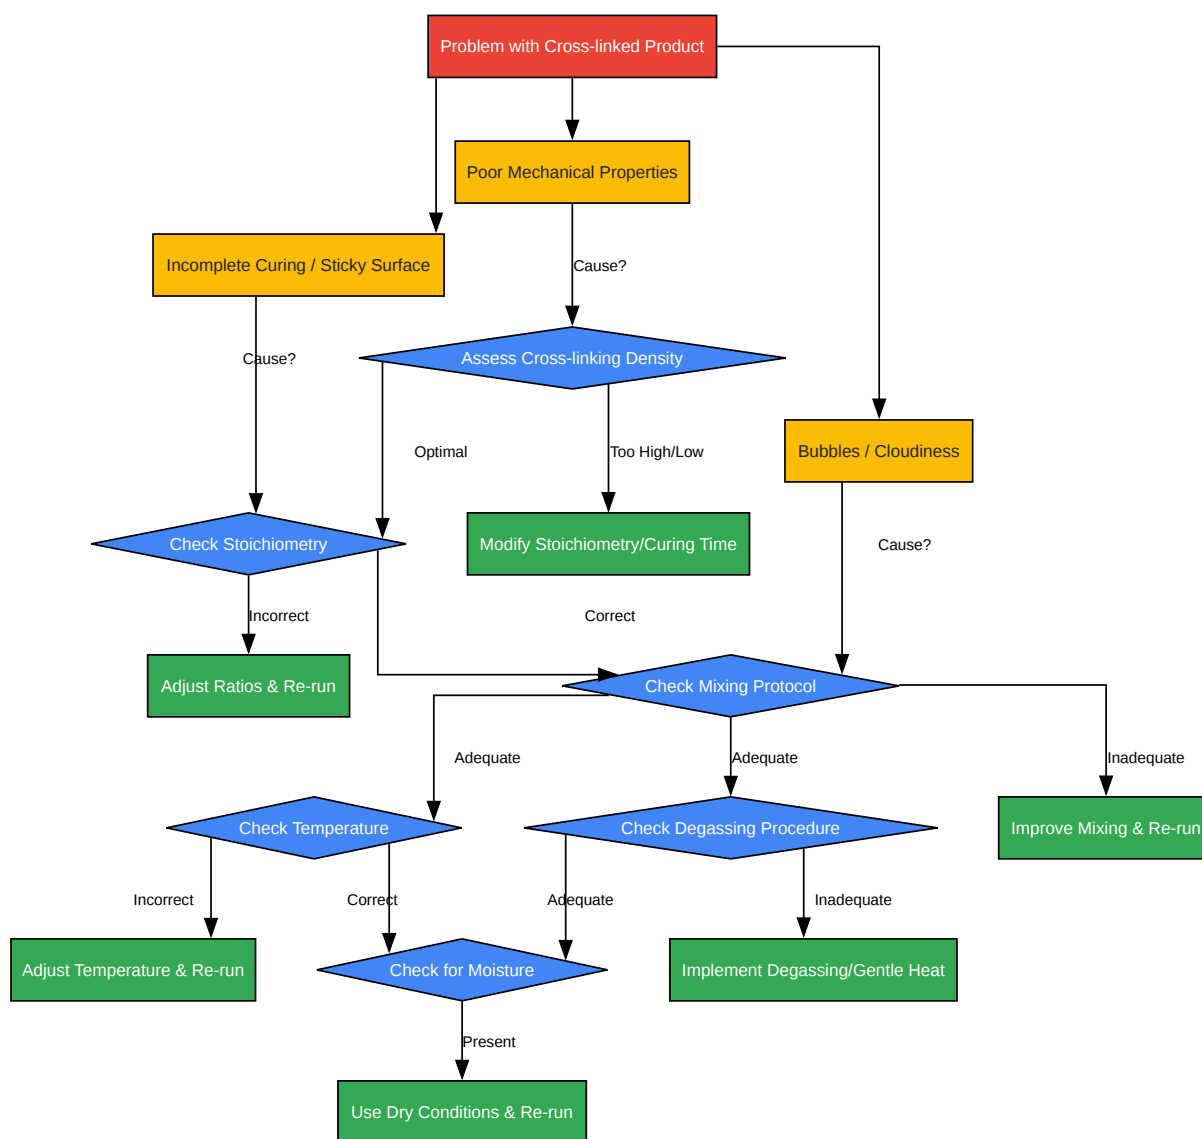 Problem with Cross-linked Product
Poor Mechanical Properties
Incomplete Curing / Sticky Surface
Cause?
Cause?
Assess Cross-linking Density
Optimal
Too High/Low
Bubbles / Cloudiness
Check Stoichiometry
Modify Stoichiometry/Curing Time
Cause?
Incorrect
Correct
Adjust Ratios & Re-run
Check Mixing Protocol
Adequate
Adequate
Inadequate
Check Temperature
Check Degassing Procedure
Improve Mixing & Re-run
Incorrect
Correct
Adequate
Inadequate
Adjust Temperature & Re-run
Check for Moisture
Implement Degassing/Gentle Heat
Present
Use Dry Conditions & Re-run